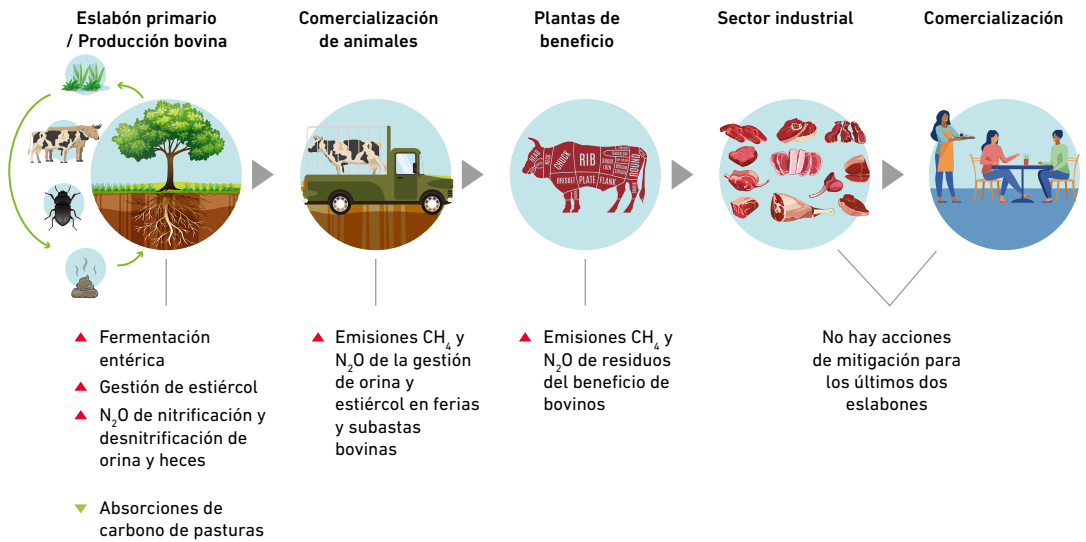 Eslabón primario
/ Producción bovina
Comercialización
de animales
Plantas de
beneficio
Sector industrial
Comercialización
HEAD
NECK
CHUCK
RIB
BRISKET
PLATE
FLANK
ROUND
Fermentación
entérica
Gestión de estiércol
N₂O de nitrificación y
desnitrificación de
orina y heces
Absorciones de
carbono de pasturas
Emisiones CH₄ y
N₂O de la gestión
de orina y
estiércol en ferias
y subastas
bovinas
Emisiones CH₄ y
N₂O de residuos
del beneficio de
bovinos
No hay acciones
de mitigación para
los últimos dos
eslabones